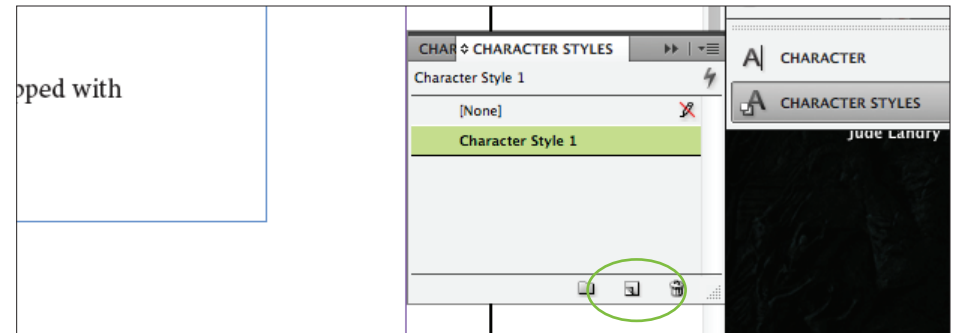 pped with
CHAR CHARACTER STYLES
Character Style 1
[None]
Character Style 1
CHARACTER
CHARACTER STYLES
Jude Landry